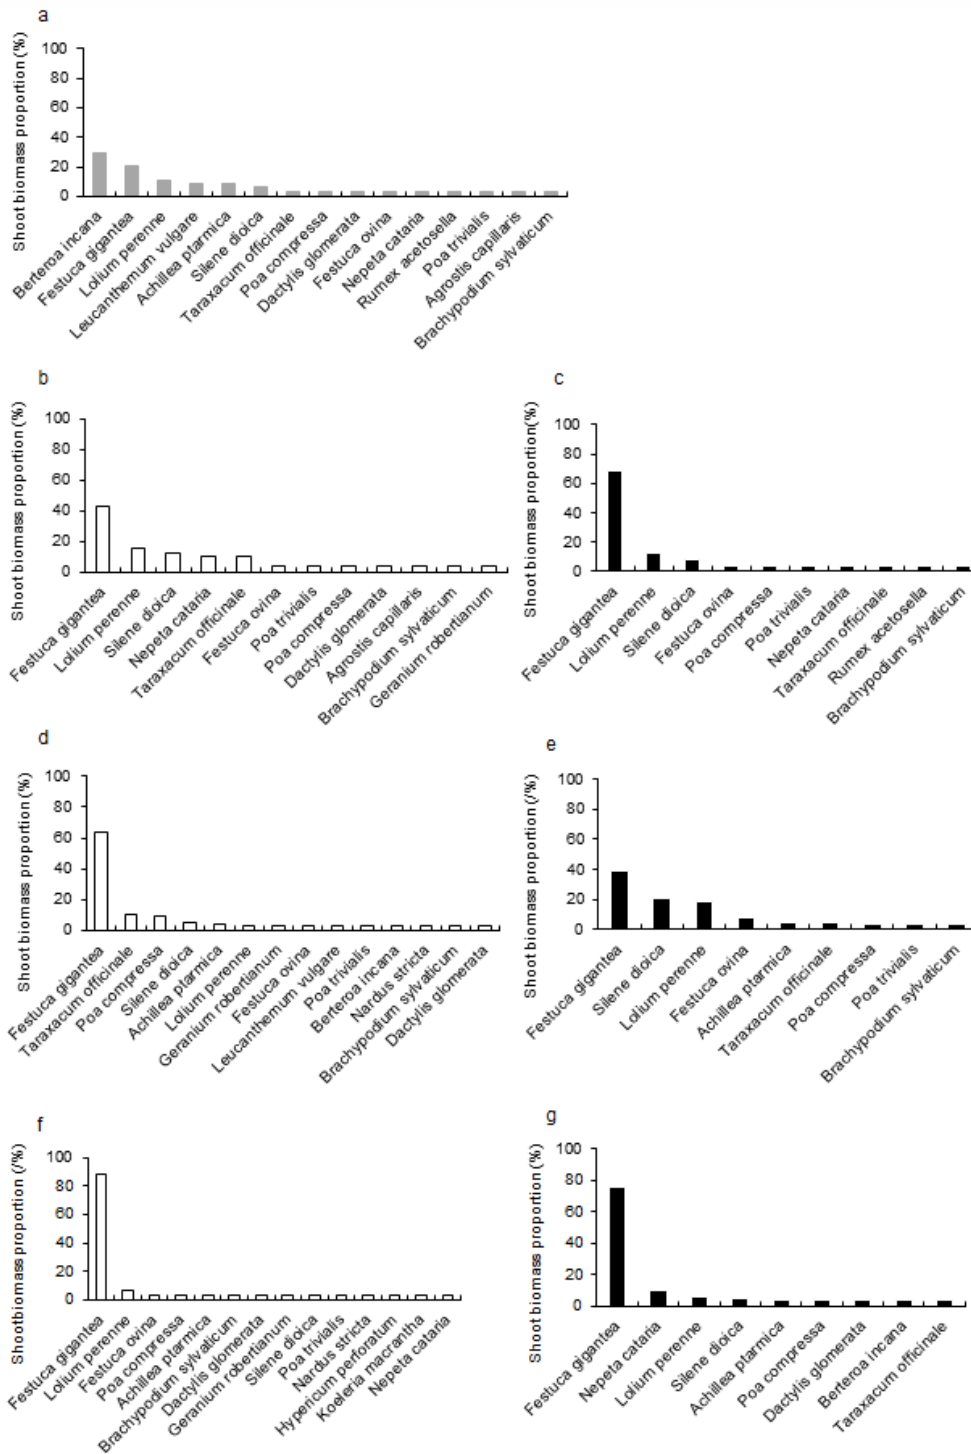 a
Shoot biomass proportion (%)
100
80
60
40
20
0
Berteroa incana
Festuca gigantea
Lolium perenne
Leucanthemum vulgare
Achillea ptarmica
Silene dioica
Taraxacum officinale
Poa compressa
Dactylis glomerata
Festuca ovina
Nepeta cataria
Rumex acetosella
Poa trivialis
Agrostis capillaris
Brachypodium sylvaticum
b
Shoot biomass proportion (%)
100
80
60
40
20
0
Festuca gigantea
Lolium perenne
Silene dioica
Nepeta cataria
Taraxacum officinale
Festuca ovina
Poa trivialis
Poa compressa
Dactylis glomerata
Agrostis capillaris
Brachypodium sylvaticum
Geranium robertianum
c
Shoot biomass proportion(%)
100
80
60
40
20
0
Festuca gigantea
Lolium perenne
Silene dioica
Festuca ovina
Poa compressa
Poa trivialis
Nepeta cataria
Taraxacum officinale
Rumex acetosella
Brachypodium sylvaticum
d
Shoot biomass proportion (%)
100
80
60
40
20
0
Festuca gigantea
Taraxacum officinale
Poa compressa
Silene dioica
Achillea ptarmica
Lolium perenne
Geranium robertianum
Festuca ovina
Leucanthemum vulgare
Poa trivialis
Berteroa incana
Nardus stricta
Brachypodium sylvaticum
Dactylis glomerata
e
Shoot biomass proportion (/%)
100
80
60
40
20
0
Festuca gigantea
Silene dioica
Lolium perenne
Festuca ovina
Achillea ptarmica
Taraxacum officinale
Poa compressa
Poa trivialis
Brachypodium sylvaticum
f
Shootbiomass proportion (/%)
100
80
60
40
20
0
Festuca gigantea
Lolium perenne
Festuca ovina
Poa compressa
Achillea ptarmica
Brachypodium sylvaticum
Dactylis glomerata
Geranium robertianum
Silene dioica
Poa trivialis
Nardus stricta
Hypericum perforatum
Koeleria macrantha
Nepeta cataria
g
Shoot biomass proportion (%)
100
80
60
40
20
0
Festuca gigantea
Nepeta cataria
Lolium perenne
Silene dioica
Achillea ptarmica
Poa compressa
Dactylis glomerata
Berteroa incana
Taraxacum officinale